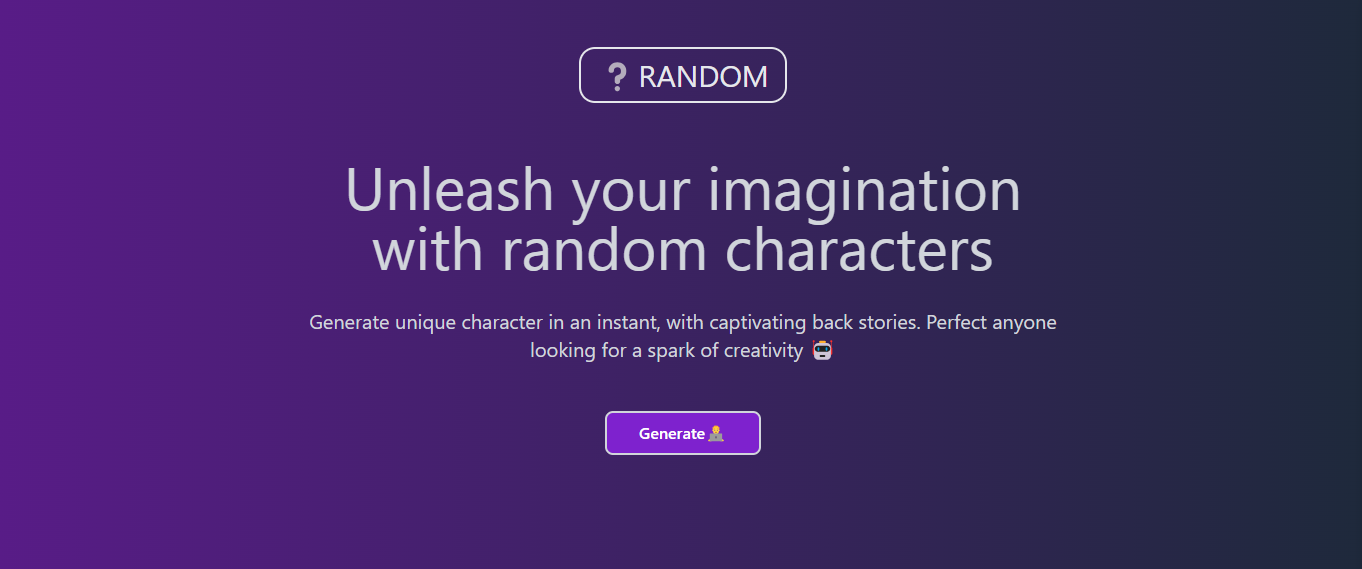 ❔ RANDOM
Unleash your imagination
with random characters
Generate unique character in an instant, with captivating back stories. Perfect anyone
looking for a spark of creativity 🤖
Generate👨‍💻